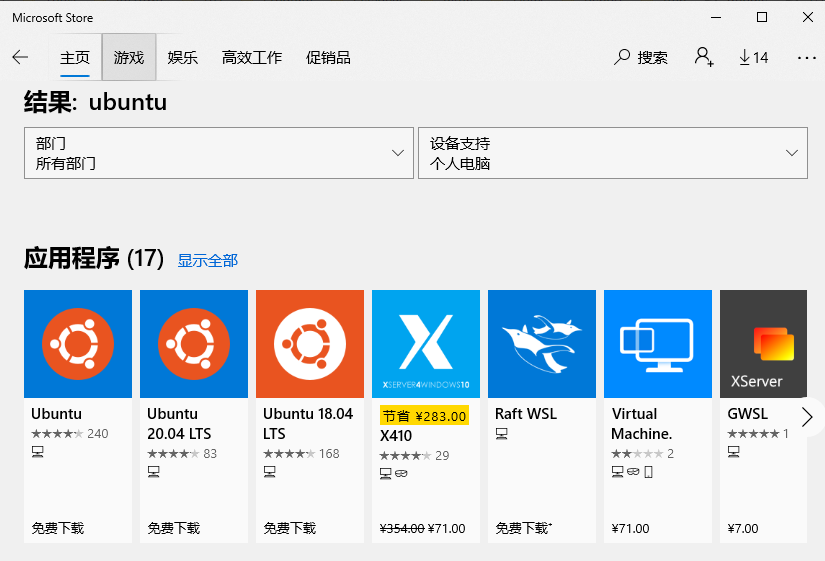 Microsoft Store
主页 游戏 娱乐 高效工作 促销品 搜索 14
结果: ubuntu
部门 设备支持
所有部门 个人电脑
应用程序 (17) 显示全部
XSERVER4WINDOWS10
XServer
Ubuntu
240
免费下载
Ubuntu
20.04 LTS
83
免费下载
Ubuntu 18.04
LTS
168
免费下载
节省 ¥283.00
X410
29
¥354.00 ¥71.00
Raft WSL
免费下载+
Virtual
Machine.
2
¥71.00
GWSL
1
¥7.00